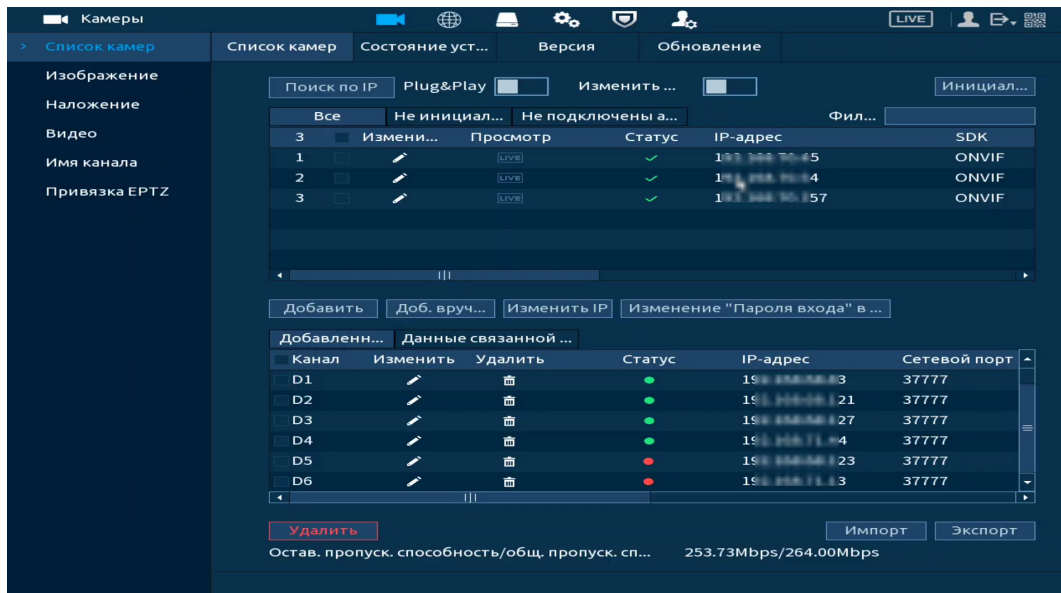 Камеры LIVE
Список камер
Изображение
Наложение
Видео
Имя канала
Привязка EPTZ
Список камер Состояние уст... Версия Обновление
Поиск по IP Plug&Play Изменить ... Инициал...
Все Не инициал... Не подключены а... Фил...
3 Измени... Просмотр Статус IP-адрес SDK
1 LIVE ONVIF
2 LIVE ONVIF
3 LIVE ONVIF
Добавить Доб. вруч... Изменить IP Изменение "Пароля входа" в ...
Добавленн... Данные связанной ...
Канал Изменить Удалить Статус IP-адрес Сетевой порт
D1 37777
D2 37777
D3 37777
D4 37777
D5 37777
D6 37777
Удалить Импорт Экспорт
Остав. пропуск. способность/общ. пропуск. сп... 253.73Mbps/264.00Mbps